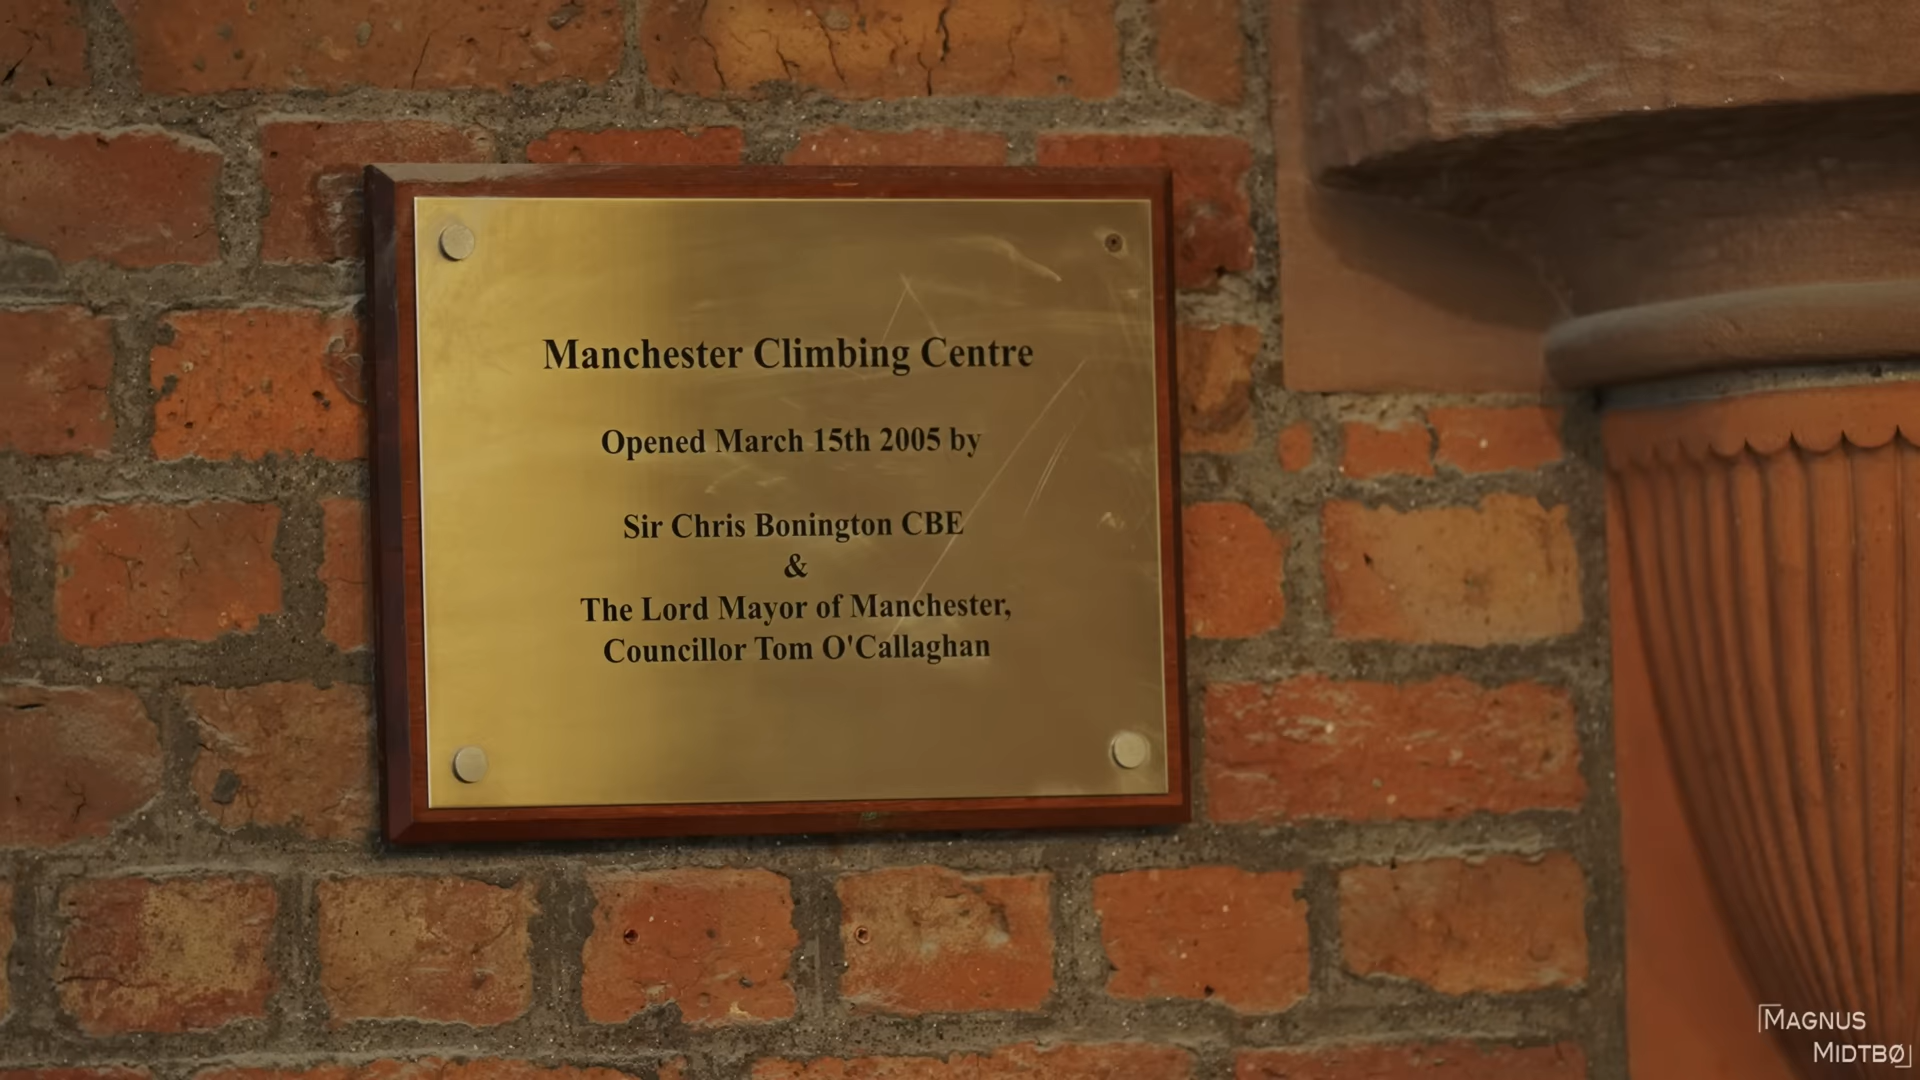 Manchester Climbing Centre
Opened March 15th 2005 by
Sir Chris Bonington CBE
&
The Lord Mayor of Manchester,
Councillor Tom O'Callaghan
MAGNUS
MIDTBØ